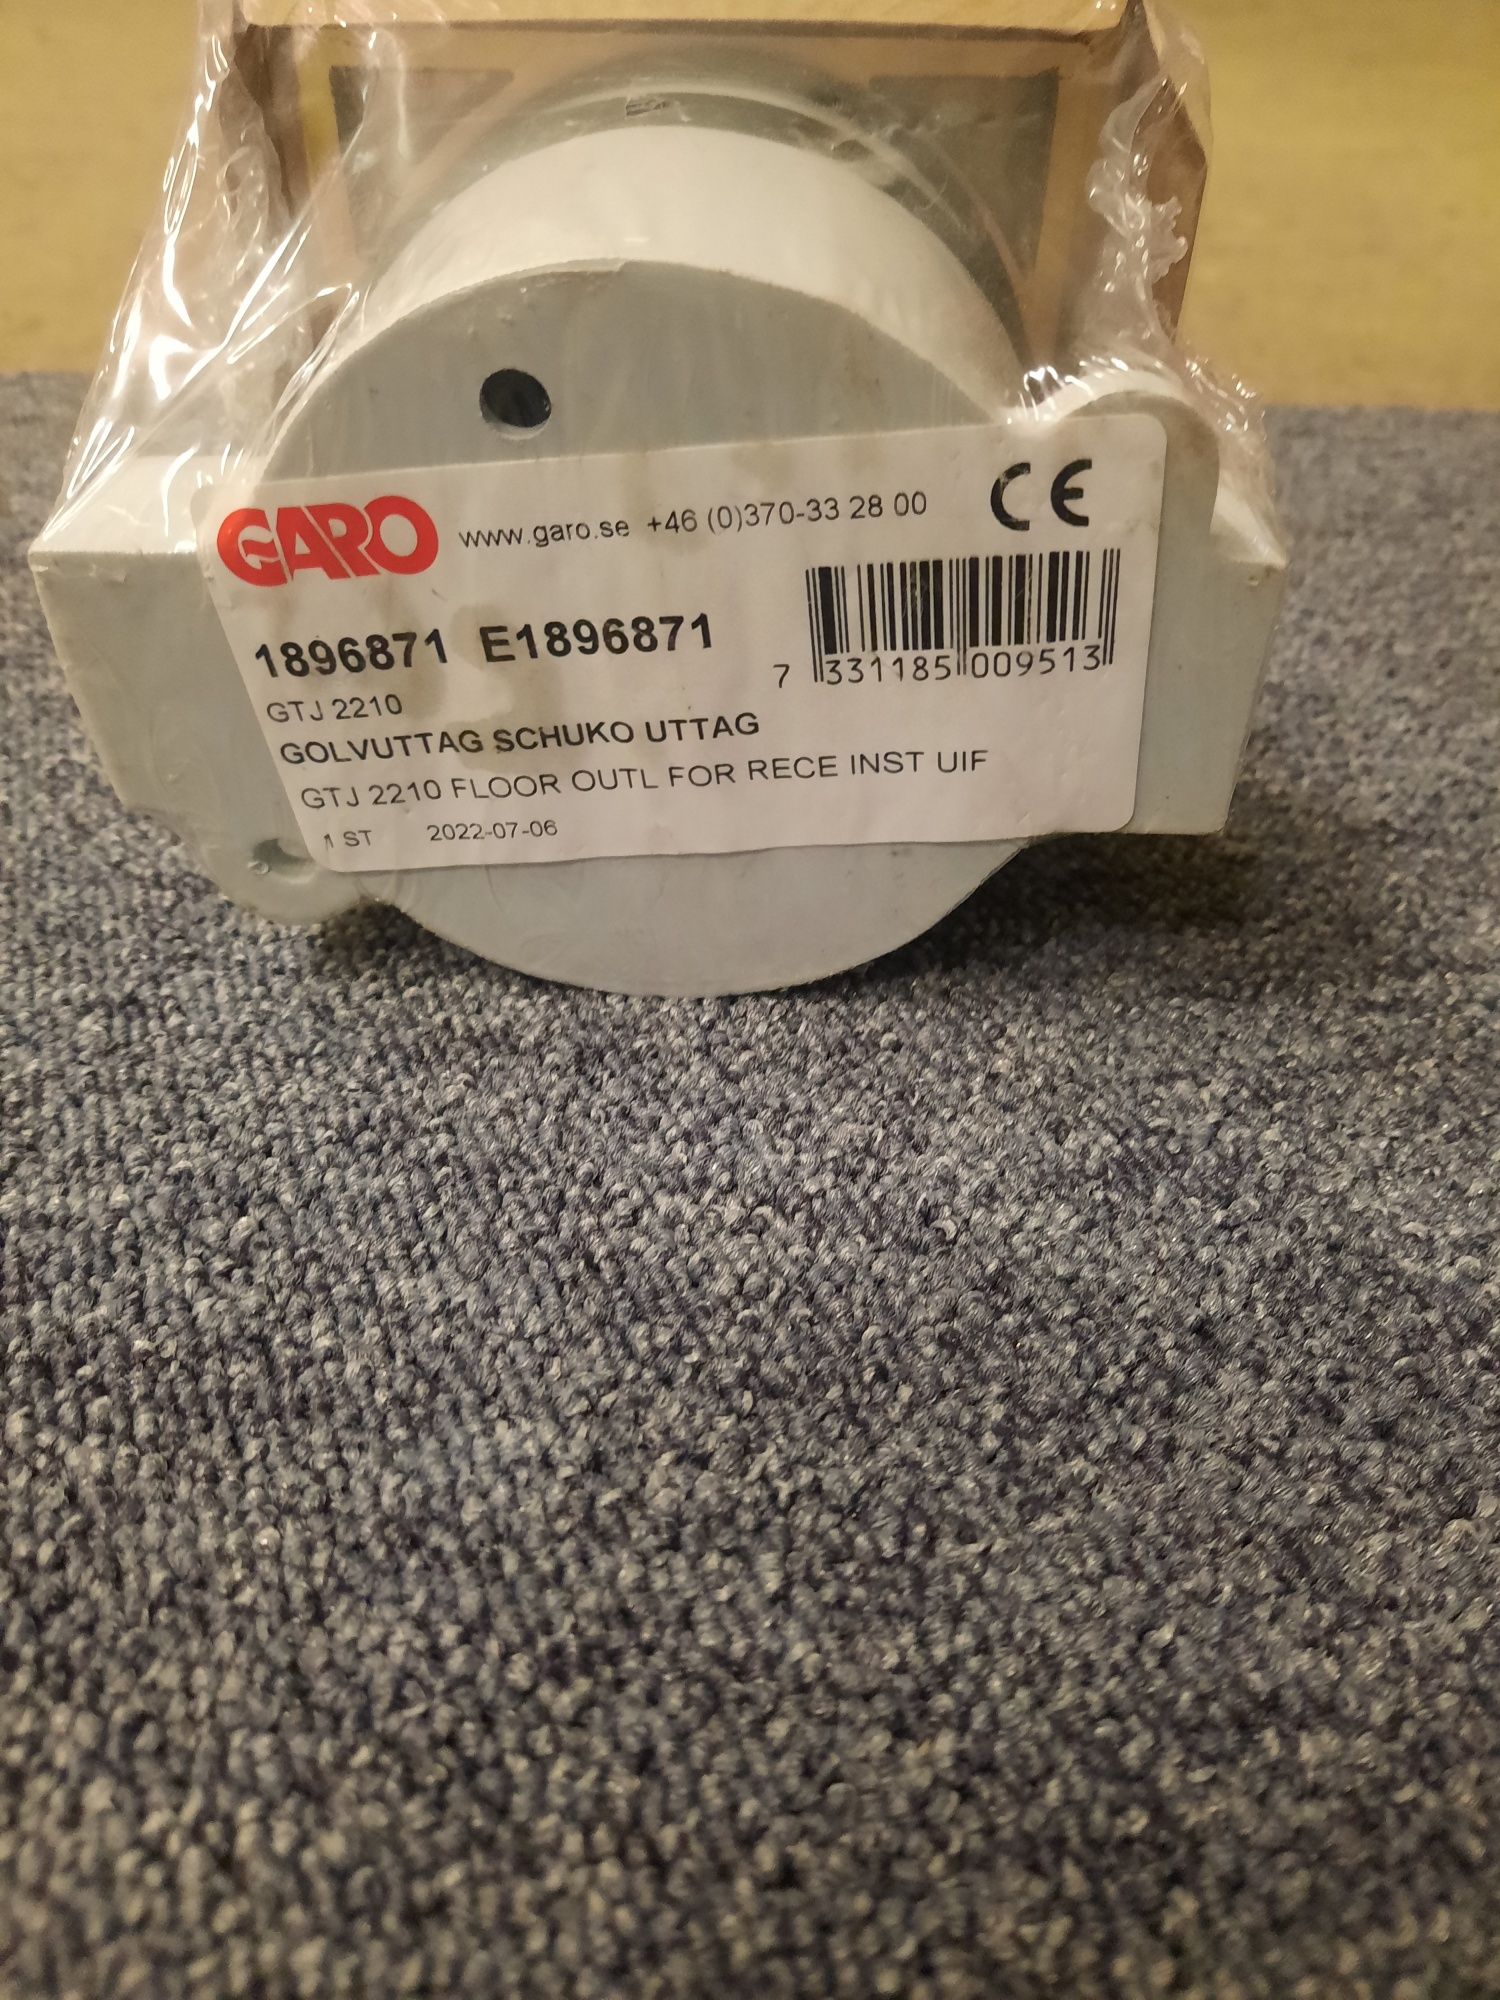 GARO www.garo.se +46 (0)370-33 28 00 CE
1896871 E1896871
7 331185 009513
GTJ 2210
GOLVUTTAG SCHUKO UTTAG
GTJ 2210 FLOOR OUTL FOR RECE INST UIF
1 ST 2022-07-06